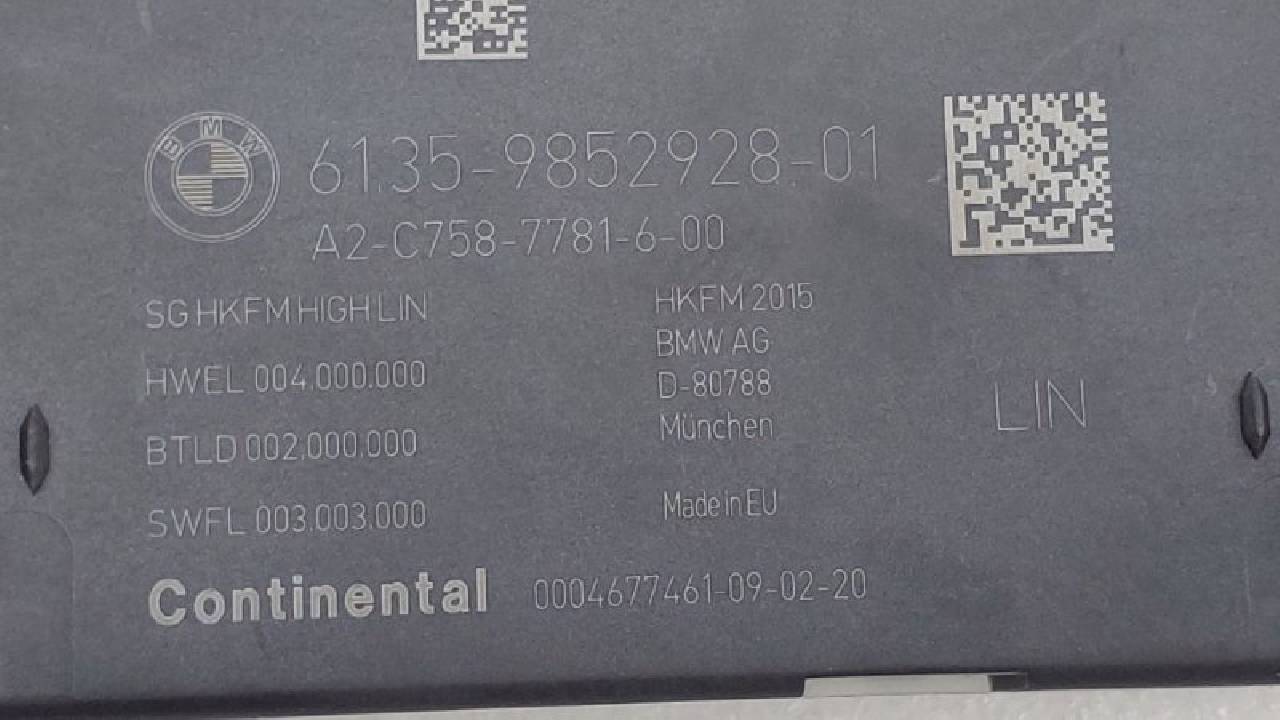 BMW
61.35-9852928-01
A2-C758-7781-6-00
SG HKFM HIGH LIN
HWEL 004.000.000
BTLD 002.000.000
SWFL 003.003.000
HKFM 2015
BMW AG
D-80788
München
Made in EU
LIN
Continental 0004677461-09-02-20